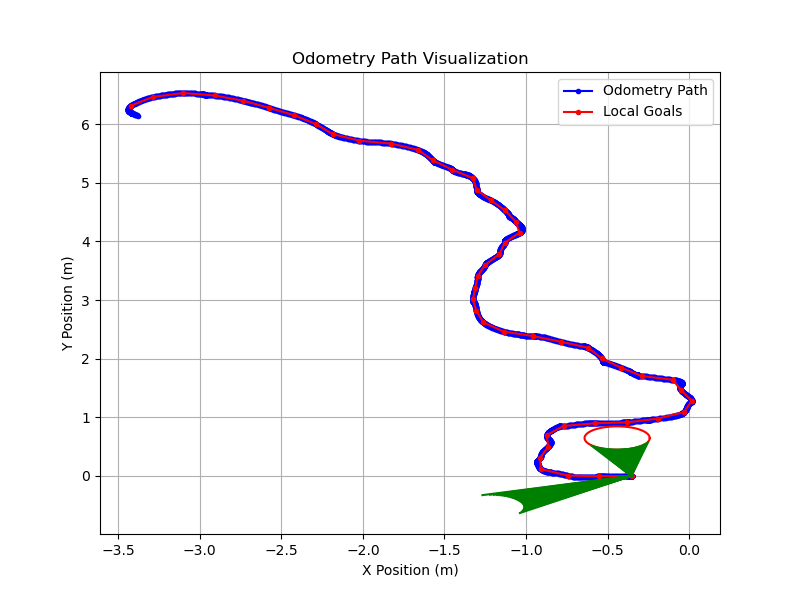 Odometry Path Visualization
Odometry Path
Local Goals
Y Position (m)
6
5
4
3
2
1
0
−3.5 −3.0 −2.5 −2.0 −1.5 −1.0 −0.5 0.0
X Position (m)